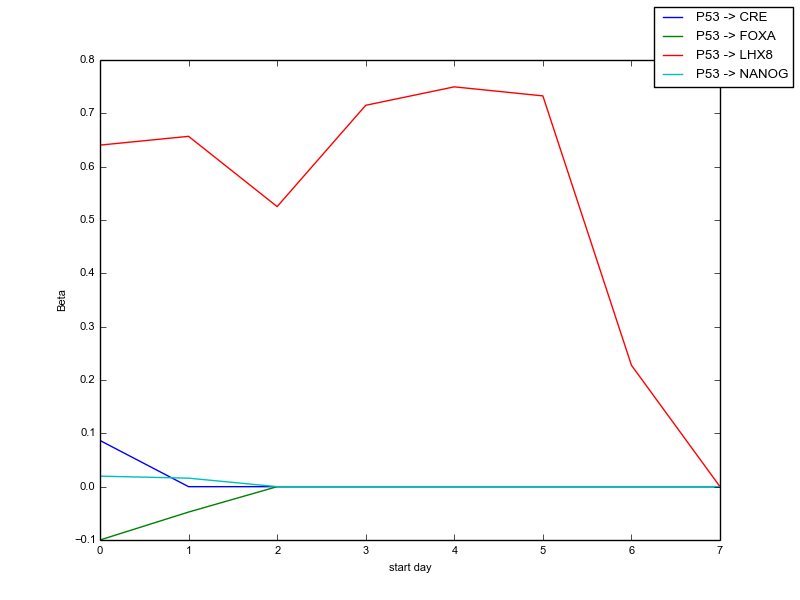 P53 -> CRE
P53 -> FOXA
P53 -> LHX8
P53 -> NANOG
0.8
0.7
0.6
0.5
0.4
0.3
0.2
0.1
0.0
−0.1
Beta
0 1 2 3 4 5 6 7
start day